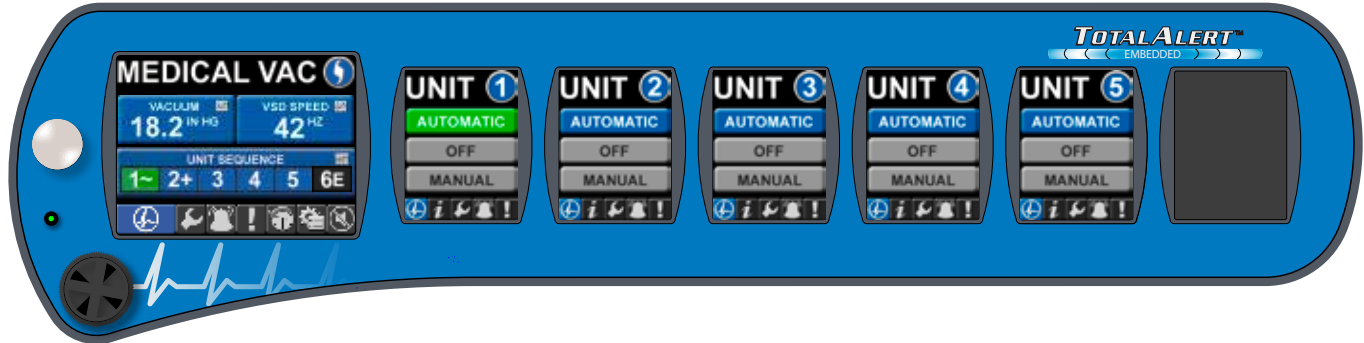 TOTALALERT™
EMBEDDED
MEDICAL VAC
VACUUM
18.2 IN HG
VSD SPEED
42 HZ
UNIT SEQUENCE
1~ 2+ 3 4 5 6E
UNIT 1
AUTOMATIC
OFF
MANUAL
i !
UNIT 2
AUTOMATIC
OFF
MANUAL
i !
UNIT 3
AUTOMATIC
OFF
MANUAL
i !
UNIT 4
AUTOMATIC
OFF
MANUAL
i !
UNIT 5
AUTOMATIC
OFF
MANUAL
i !